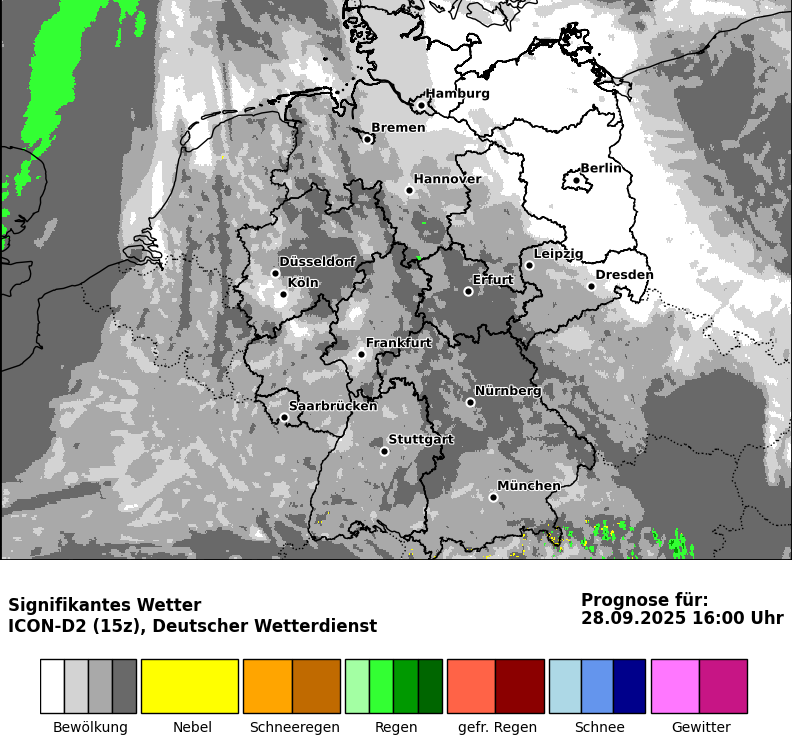 Hamburg
Bremen
Berlin
Hannover
Leipzig
Düsseldorf
Dresden
Köln
Erfurt
Frankfurt
Nürnberg
Saarbrücken
Stuttgart
München
Signifikantes Wetter
ICON-D2 (15z), Deutscher Wetterdienst
Prognose für:
28.09.2025 16:00 Uhr
Bewölkung Nebel Schneeregen Regen gefr. Regen Schnee Gewitter